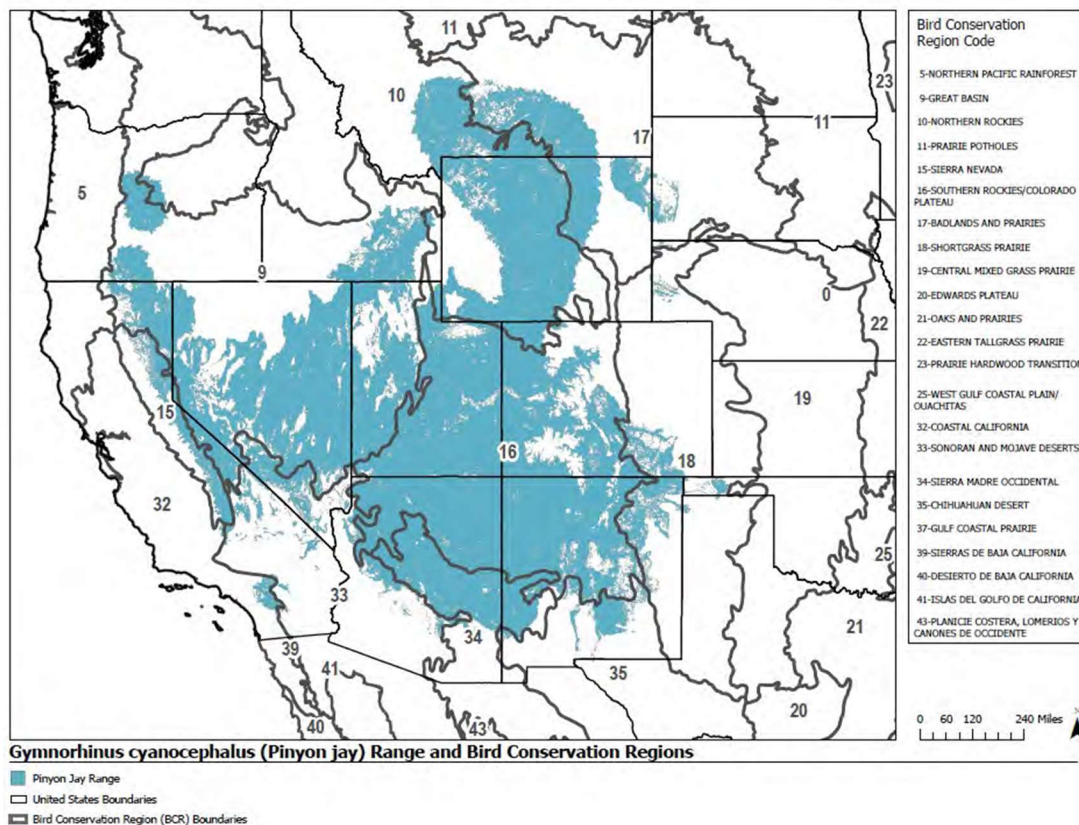 11
23
10
17
11
5
9
0
22
15
16
18
19
32
25
33
34
21
39
41
35
40
43
20
Bird Conservation
Region Code
5-NORTHERN PACIFIC RAINFOREST
9-GREAT BASIN
10-NORTHERN ROCKIES
11-PRAIRIE POTHOLES
15-SIERRA NEVADA
16-SOUTHERN ROCKIES/COLORADO
PLATEAU
17-BADLANDS AND PRAIRIES
18-SHORTGRASS PRAIRIE
19-CENTRAL MIXED GRASS PRAIRIE
20-EDWARDS PLATEAU
21-OAKS AND PRAIRIES
22-EASTERN TALLGRASS PRAIRIE
23-PRAIRIE HARDWOOD TRANSITION
25-WEST GULF COASTAL PLAIN/
OUACHITAS
32-COASTAL CALIFORNIA
33-SONORAN AND MOJAVE DESERTS
34-SIERRA MADRE OCCIDENTAL
35-CHIHUAHUAN DESERT
37-GULF COASTAL PRAIRIE
39-SIERRAS DE BAJA CALIFORNIA
40-DESIERTO DE BAJA CALIFORNIA
41-ISLAS DEL GOLFO DE CALIFORNIA
43-PLANICIE COSTERA, LOMERIOS Y
CANONES DE OCCIDENTE
0 60 120 240 Miles
Gymnorhinus cyanocephalus (Pinyon jay) Range and Bird Conservation Regions
Pinyon Jay Range
United States Boundaries
Bird Conservation Region (BCR) Boundaries